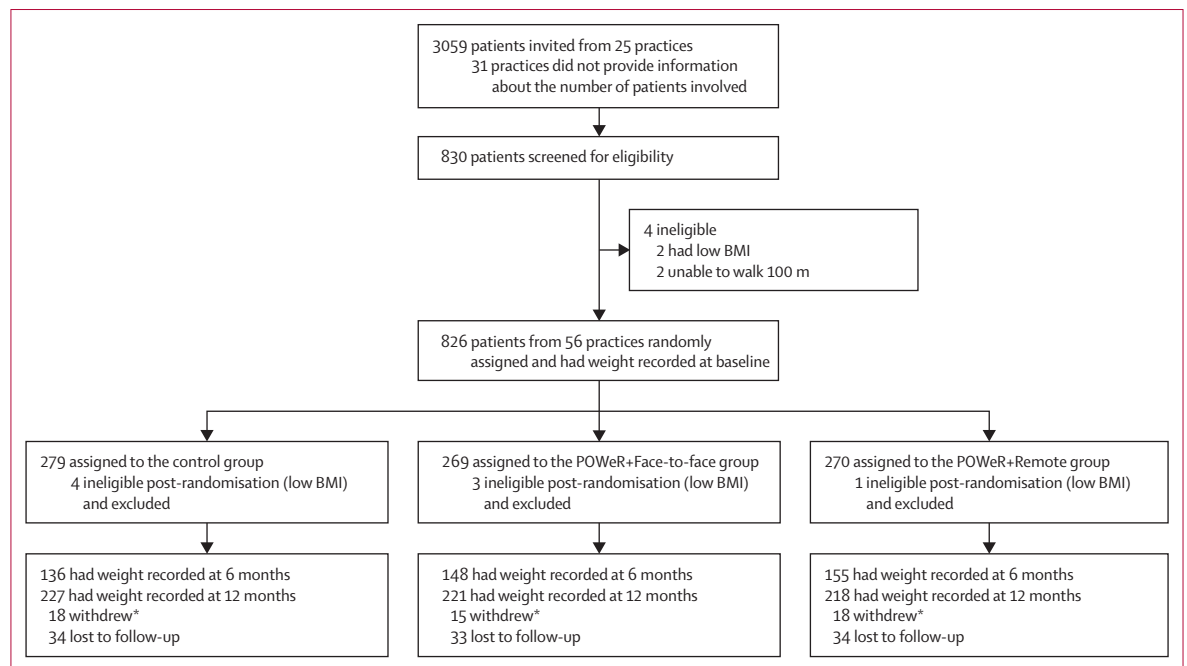 3059 patients invited from 25 practices
31 practices did not provide information
about the number of patients involved
830 patients screened for eligibility
4 ineligible
2 had low BMI
2 unable to walk 100 m
826 patients from 56 practices randomly
assigned and had weight recorded at baseline
279 assigned to the control group
4 ineligible post-randomisation (low BMI)
and excluded
269 assigned to the POWeR+Face-to-face group
3 ineligible post-randomisation (low BMI)
and excluded
270 assigned to the POWeR+Remote group
1 ineligible post-randomisation (low BMI)
and excluded
136 had weight recorded at 6 months
227 had weight recorded at 12 months
18 withdrew*
34 lost to follow-up
148 had weight recorded at 6 months
221 had weight recorded at 12 months
15 withdrew*
33 lost to follow-up
155 had weight recorded at 6 months
218 had weight recorded at 12 months
18 withdrew*
34 lost to follow-up